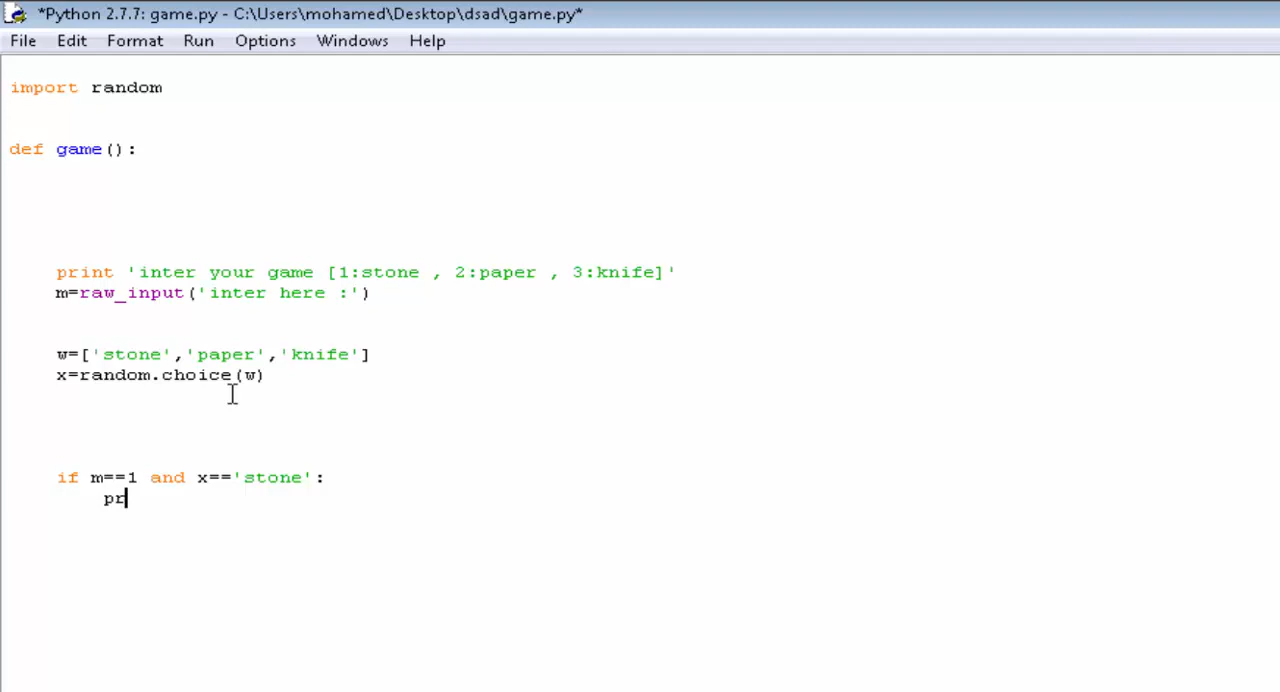 *Python 2.7.7: game.py - C:\Users\mohamed\Desktop\dsad\game.py*
File Edit Format Run Options Windows Help
import random
def game():
print 'inter your game [1:stone , 2:paper , 3:knife]'
m=raw_input('inter here :')
w=['stone','paper','knife']
x=random.choice(w)
if m==1 and x=='stone':
pr